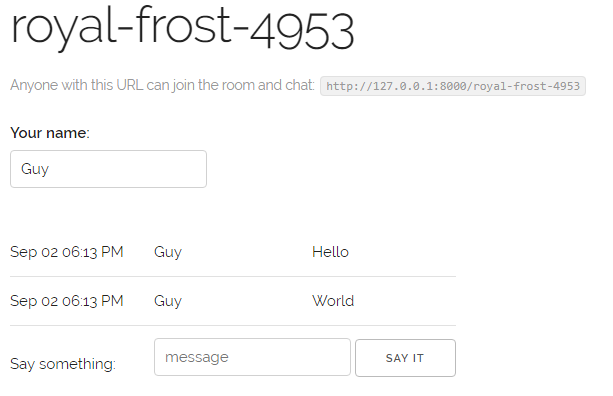 royal-frost-4953
Anyone with this URL can join the room and chat: http://127.0.0.1:8000/royal-frost-4953
Your name:
Guy
Sep 02 06:13 PM Guy Hello
Sep 02 06:13 PM Guy World
Say something: message SAY IT